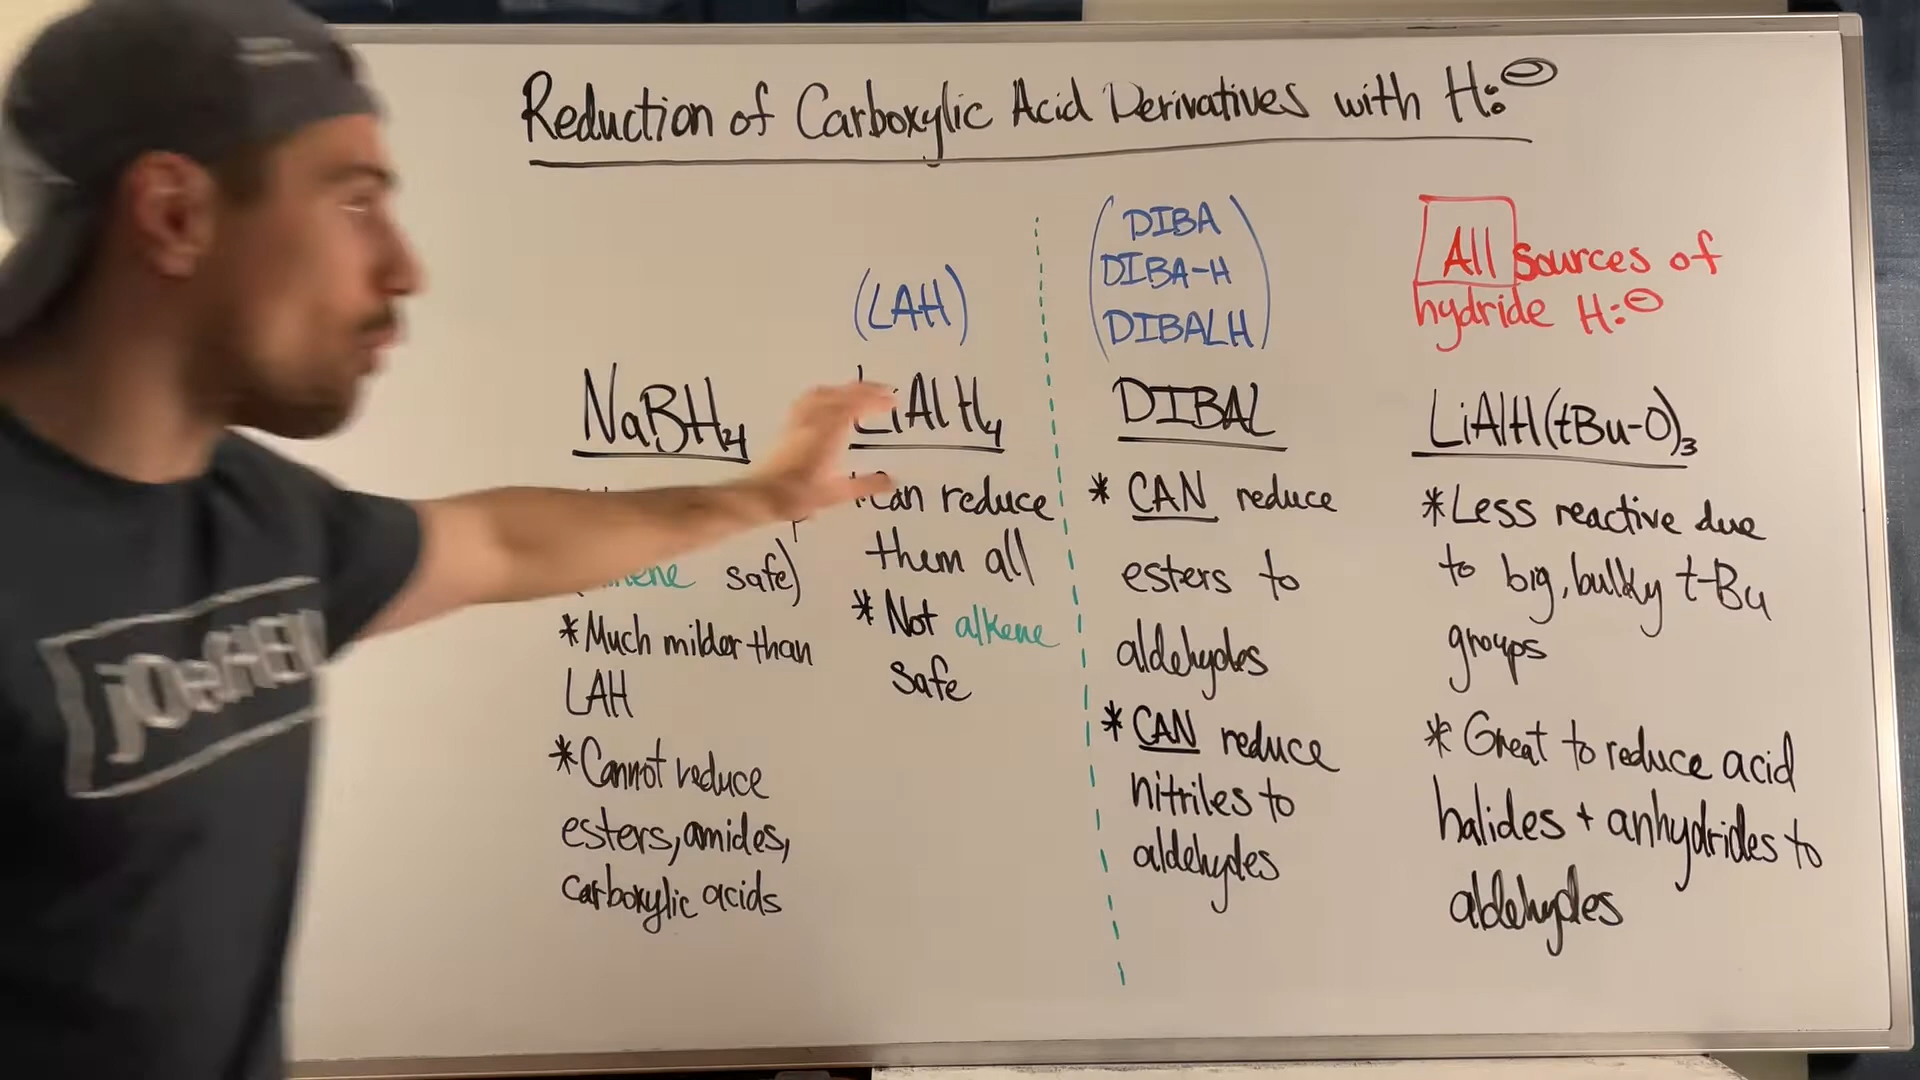 Reduction of Carboxylic Acid Derivatives with H:⊖
(LAH)
(DIBA
DIBA-H
DIBALH)
All sources of
hydride H:⊖
NaBH4
safe)
*Much milder than
LAH
*Cannot reduce
esters, amides,
carboxylic acids
LiAlH4
*Can reduce
them all
*Not alkene
safe
DIBAL
* CAN reduce
esters to
aldehydes
* CAN reduce
nitriles to
aldehydes
LiAlH(tBu-O)3
*Less reactive due
to big, bulky t-Bu
groups
* Great to reduce acid
halides + anhydrides to
aldehydes